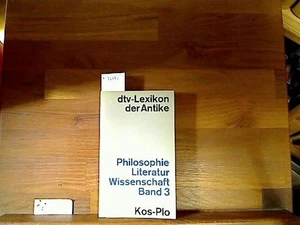 dtv-Lexikon
der Antike
Philosophie
Literatur
Wissenschaft
Band 3
Kos-Plo